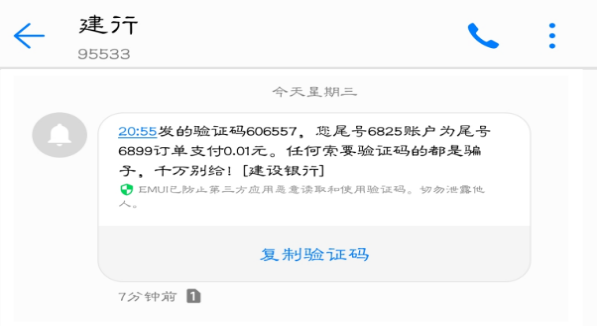 建行
95533
今天星期三
20:55发的验证码606557，您尾号6825账户为尾号
6899订单支付0.01元。任何索要验证码的都是骗
子，千万别给！[建设银行]
EMUI已防止第三方应用恶意读取和使用验证码。切勿泄露他
人。
复制验证码
7分钟前 1